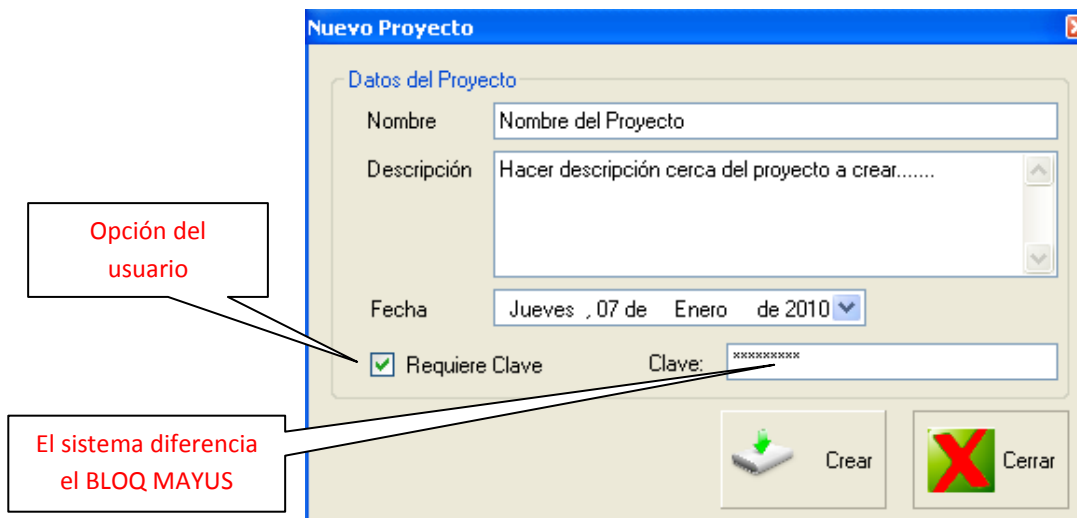 Nuevo Proyecto
Datos del Proyecto
Nombre Nombre del Proyecto
Descripción Hacer descripción cerca del proyecto a crear.......
Opción del
usuario
Fecha Jueves , 07 de Enero de 2010
Requiere Clave Clave: *********
El sistema diferencia
el BLOQ MAYUS
Crear Cerrar